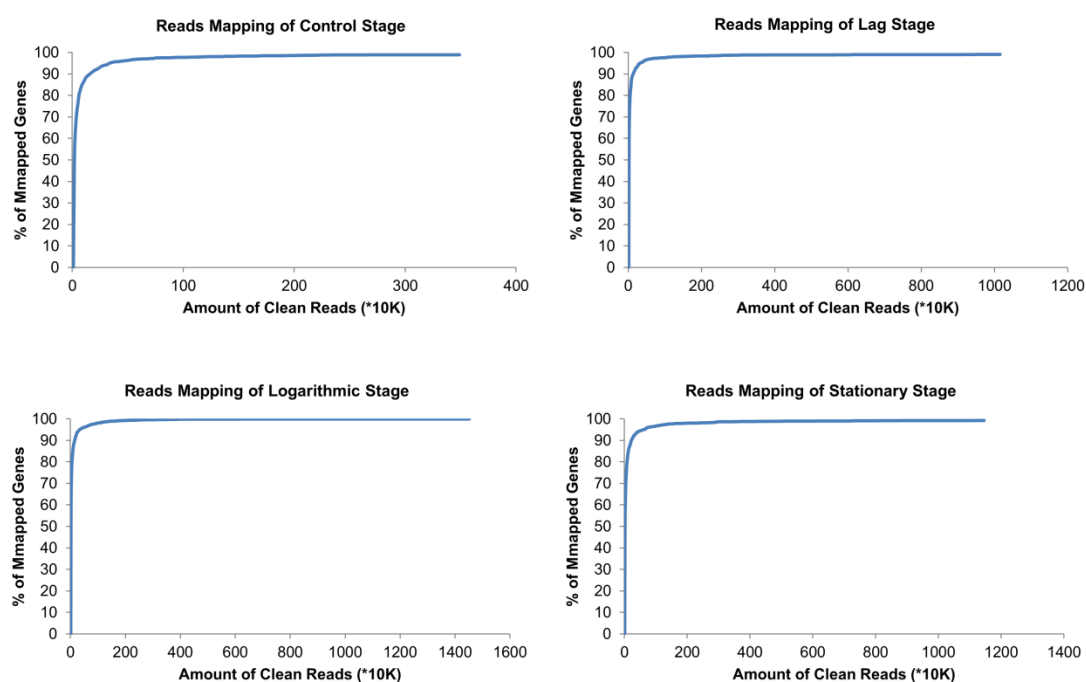 Reads Mapping of Control Stage
% of Mmapped Genes
100
90
80
70
60
50
40
30
20
10
0
0 100 200 300 400
Amount of Clean Reads (*10K)
Reads Mapping of Lag Stage
% of Mmapped Genes
100
90
80
70
60
50
40
30
20
10
0
0 200 400 600 800 1000 1200
Amount of Clean Reads (*10K)
Reads Mapping of Logarithmic Stage
% of Mmapped Genes
100
90
80
70
60
50
40
30
20
10
0
0 200 400 600 800 1000 1200 1400 1600
Amount of Clean Reads (*10K)
Reads Mapping of Stationary Stage
% of Mmapped Genes
100
90
80
70
60
50
40
30
20
10
0
0 200 400 600 800 1000 1200 1400
Amount of Clean Reads (*10K)